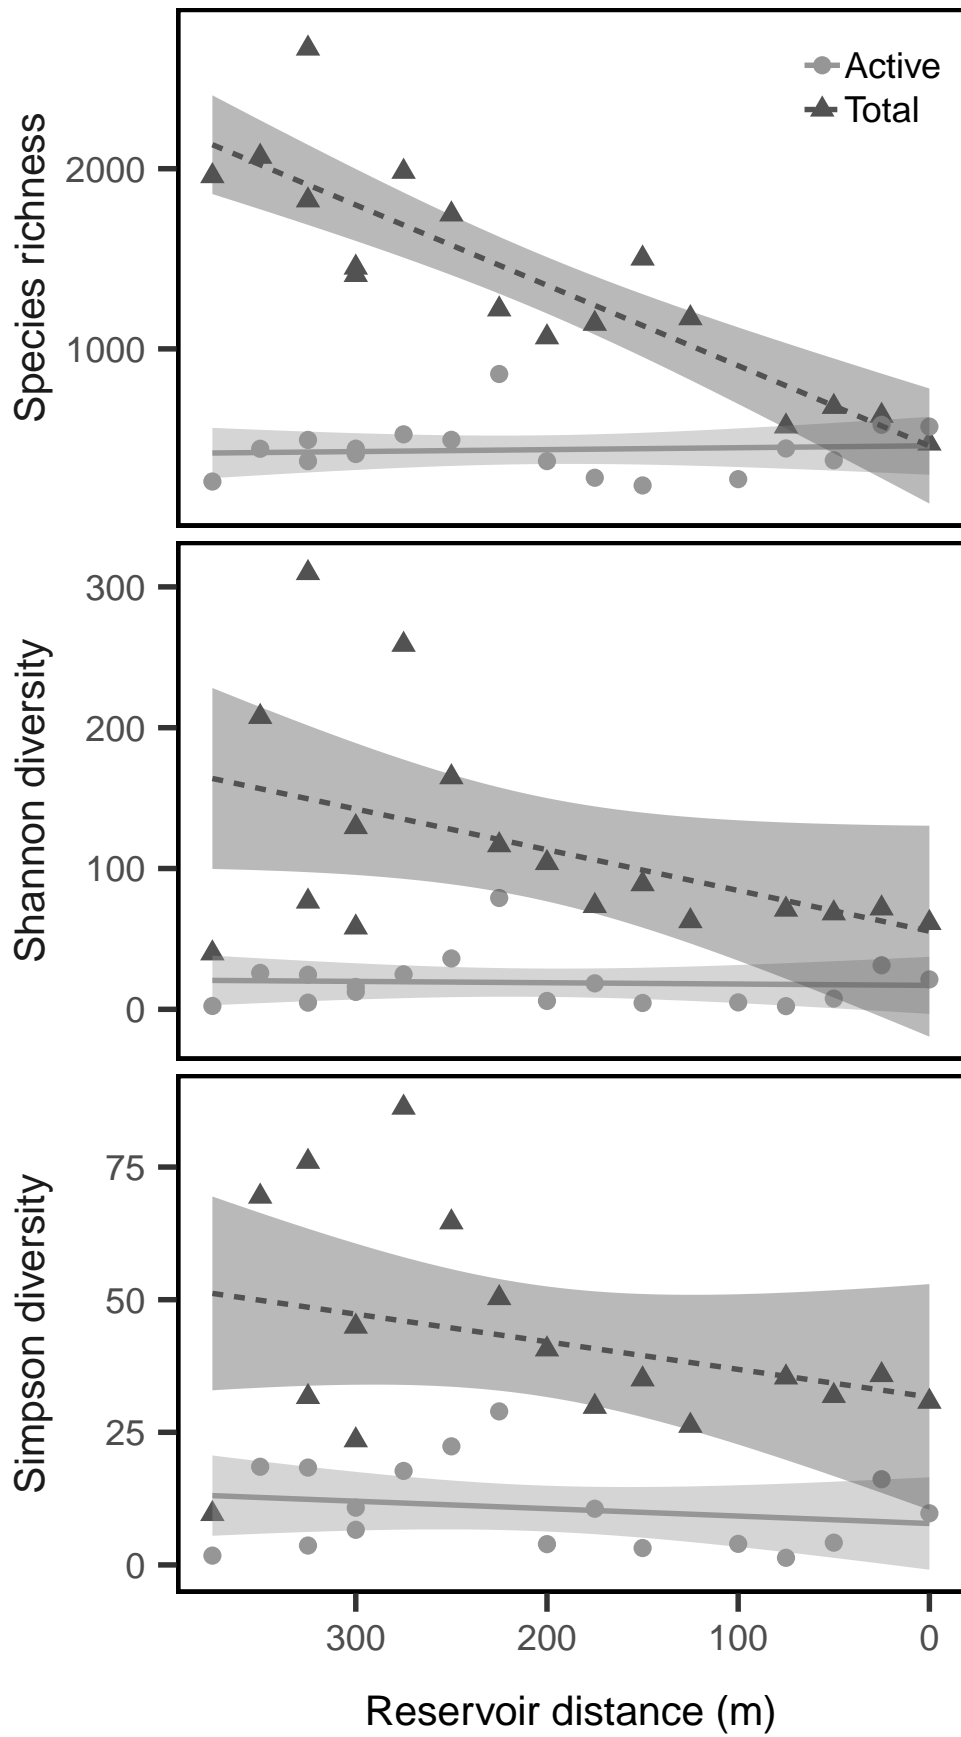 Species richness
2000
1000
Active
Total
Shannon diversity
300
200
100
0
Simpson diversity
75
50
25
0
300 200 100 0
Reservoir distance (m)